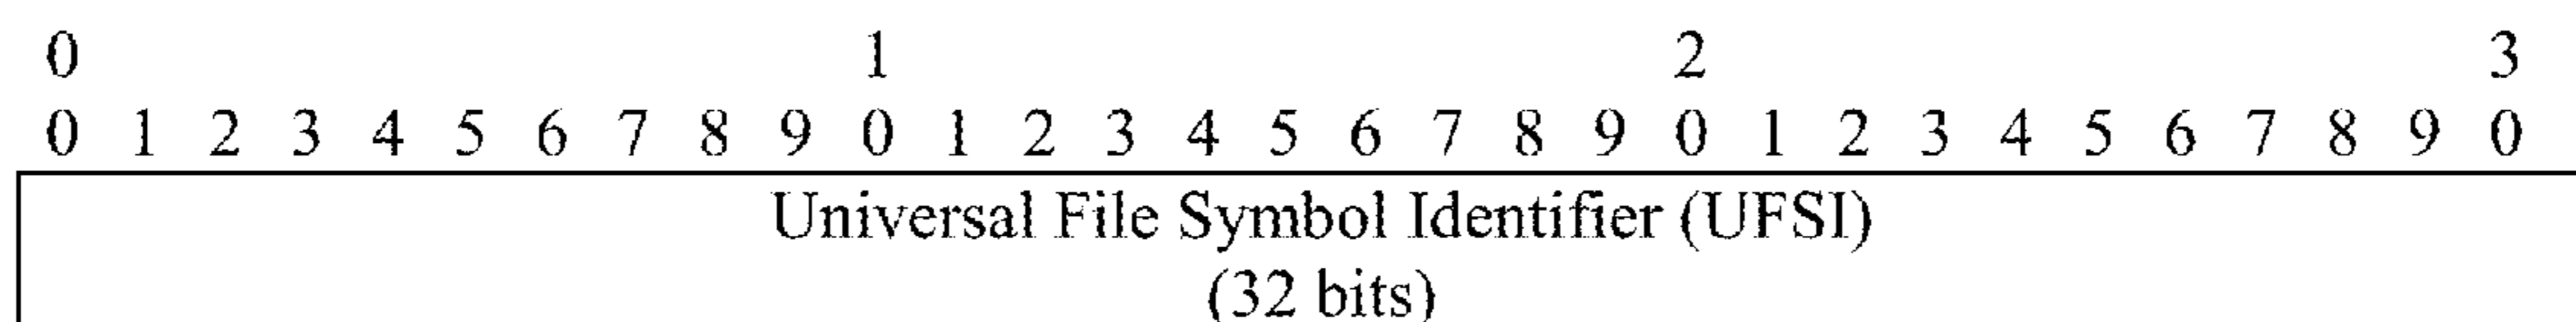 0 1 2 3
0 1 2 3 4 5 6 7 8 9 0 1 2 3 4 5 6 7 8 9 0 1 2 3 4 5 6 7 8 9 0
Universal File Symbol Identifier (UFSI)
(32 bits)